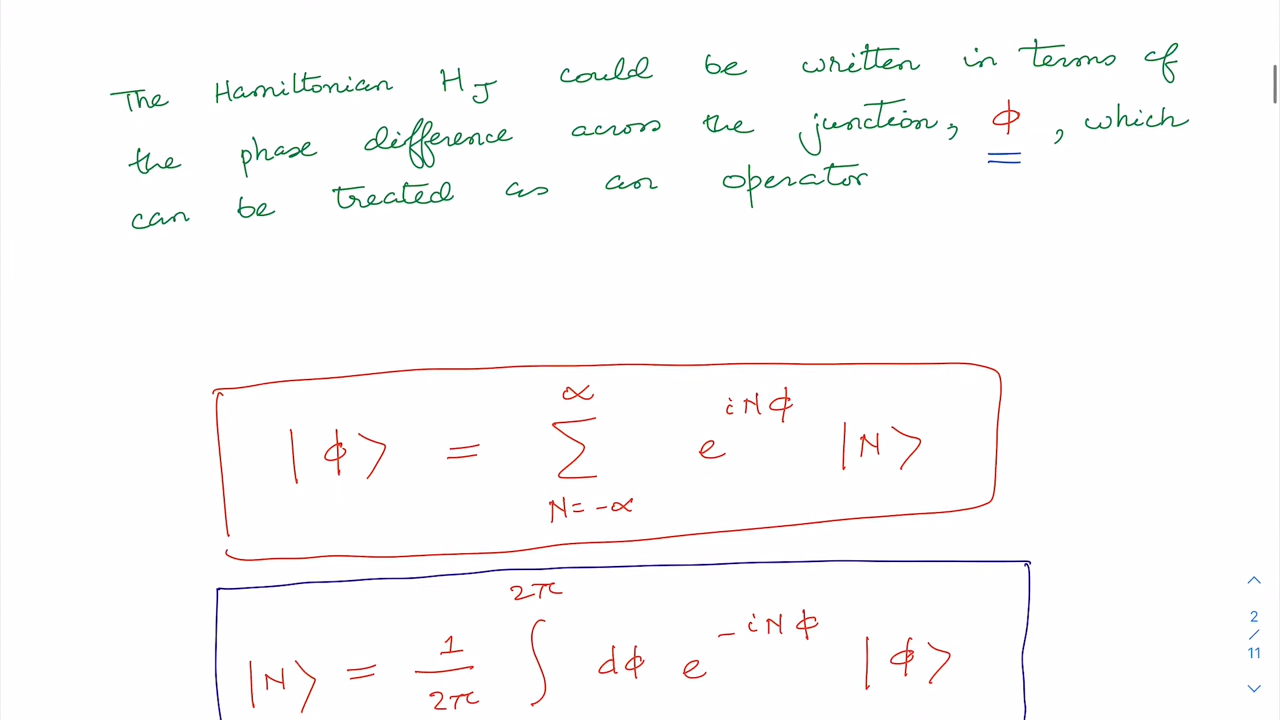 The Hamiltonian H_J could be written in terms of
the phase difference across the junction, ϕ, which
can be treated as an operator
|ϕ⟩ = ∑_{N=-∝}^{∝} e^{iNϕ} |N⟩
|N⟩ = 1/2π ∫^{2π} dϕ e^{-iNϕ} |ϕ⟩
2
/
11